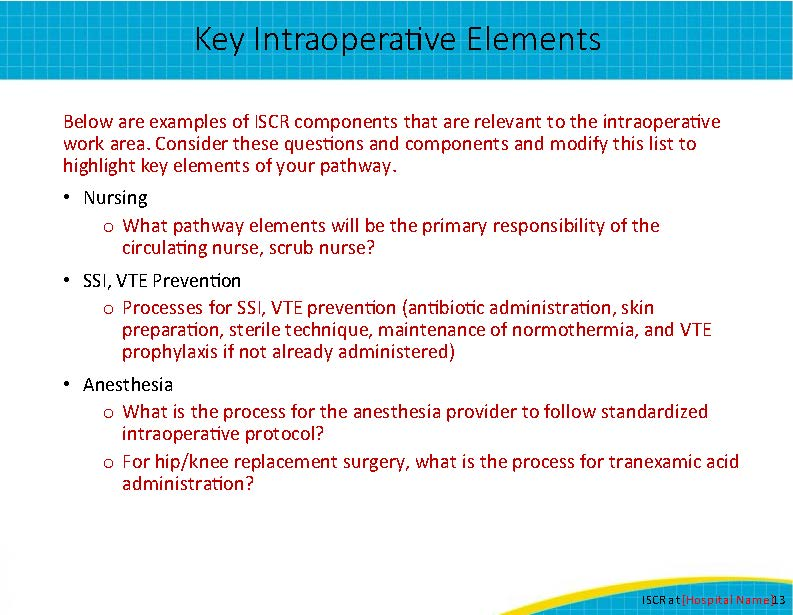 Key Intraoperative Elements
Below are examples of ISCR components that are relevant to the intraoperative
work area. Consider these questions and components and modify this list to
highlight key elements of your pathway.
• Nursing
o What pathway elements will be the primary responsibility of the
circulating nurse, scrub nurse?
• SSI, VTE Prevention
o Processes for SSI, VTE prevention (antibiotic administration, skin
preparation, sterile technique, maintenance of normothermia, and VTE
prophylaxis if not already administered)
• Anesthesia
o What is the process for the anesthesia provider to follow standardized
intraoperative protocol?
o For hip/knee replacement surgery, what is the process for tranexamic acid
administration?
ISCR at [Hospital Name] 13